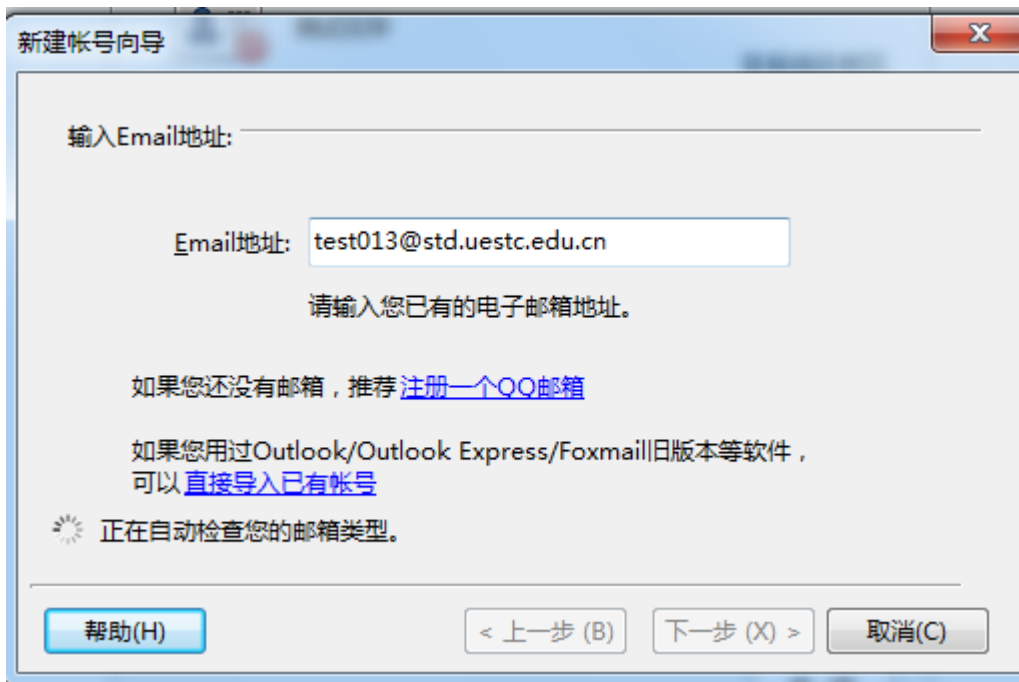 新建帐号向导
输入Email地址:
Email地址:
test013@std.uestc.edu.cn
请输入您已有的电子邮箱地址。
如果您还没有邮箱，推荐 注册一个QQ邮箱
如果您用过Outlook/Outlook Express/Foxmail旧版本等软件，
可以 直接导入已有帐号
正在自动检查您的邮箱类型。
帮助(H)
< 上一步 (B)
下一步 (X) >
取消(C)